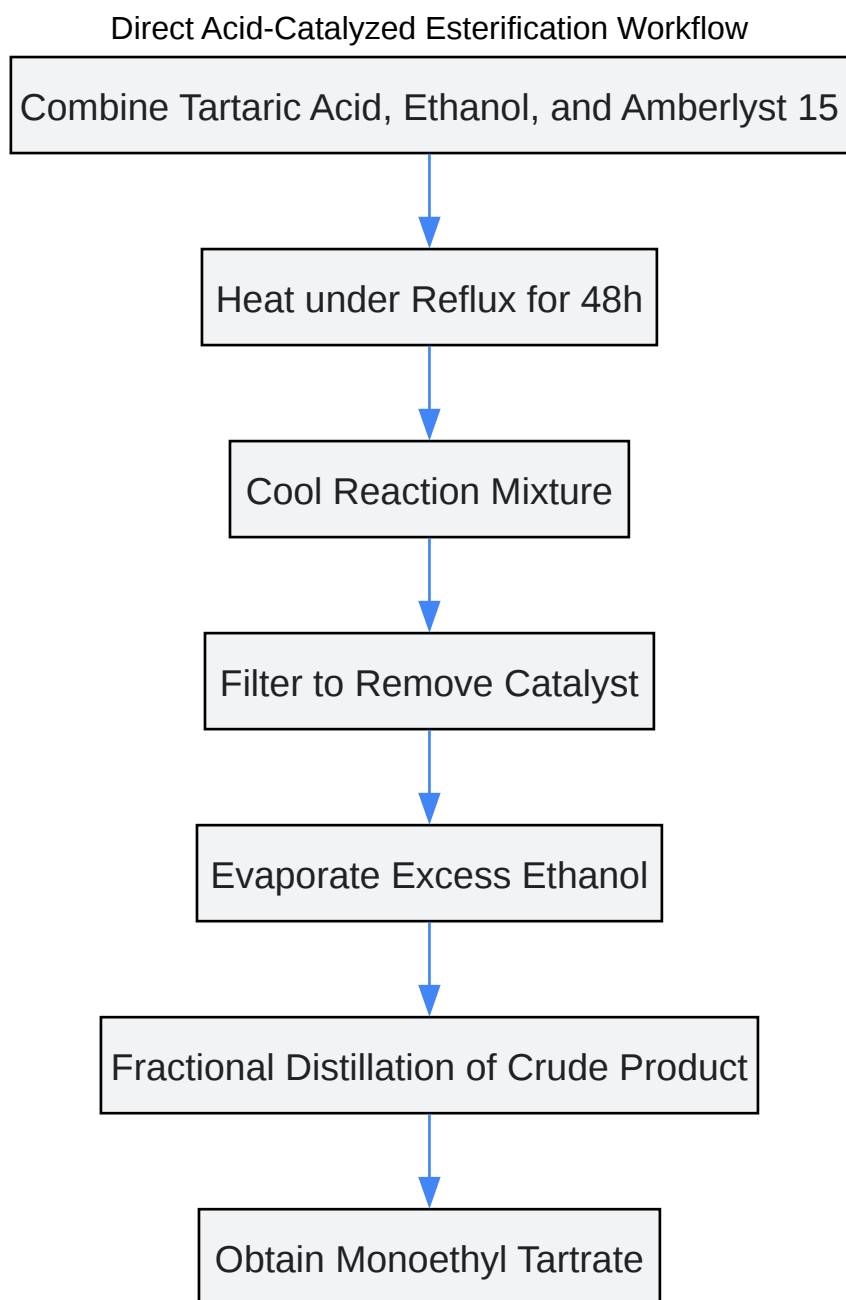 Direct Acid-Catalyzed Esterification Workflow
Combine Tartaric Acid, Ethanol, and Amberlyst 15
Heat under Reflux for 48h
Cool Reaction Mixture
Filter to Remove Catalyst
Evaporate Excess Ethanol
Fractional Distillation of Crude Product
Obtain Monoethyl Tartrate